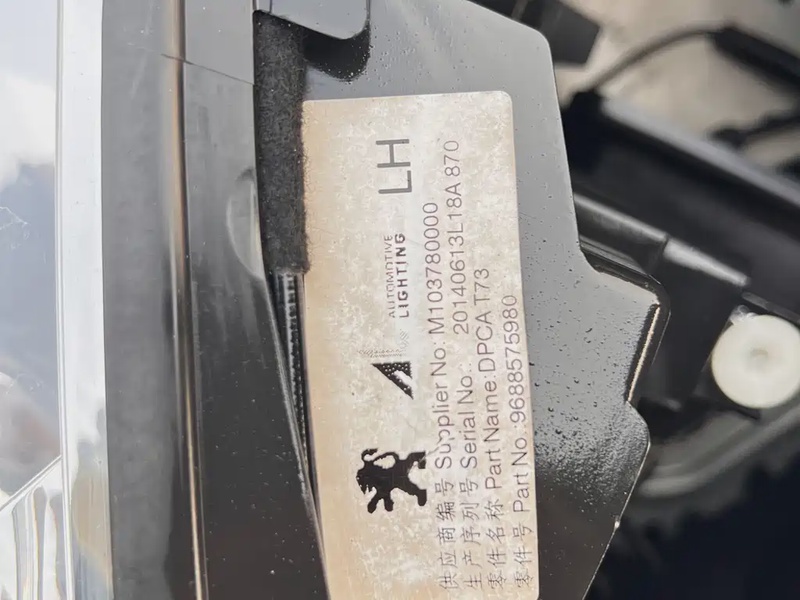 AL AUTOMOTIVE LIGHTING LH
供应商编号 Supplier No: M103780000
生产序列号 Serial No.: 20140613L18A 870
零件名称 Part Name: DPCA T73
零件号 Part No.: 9688575980